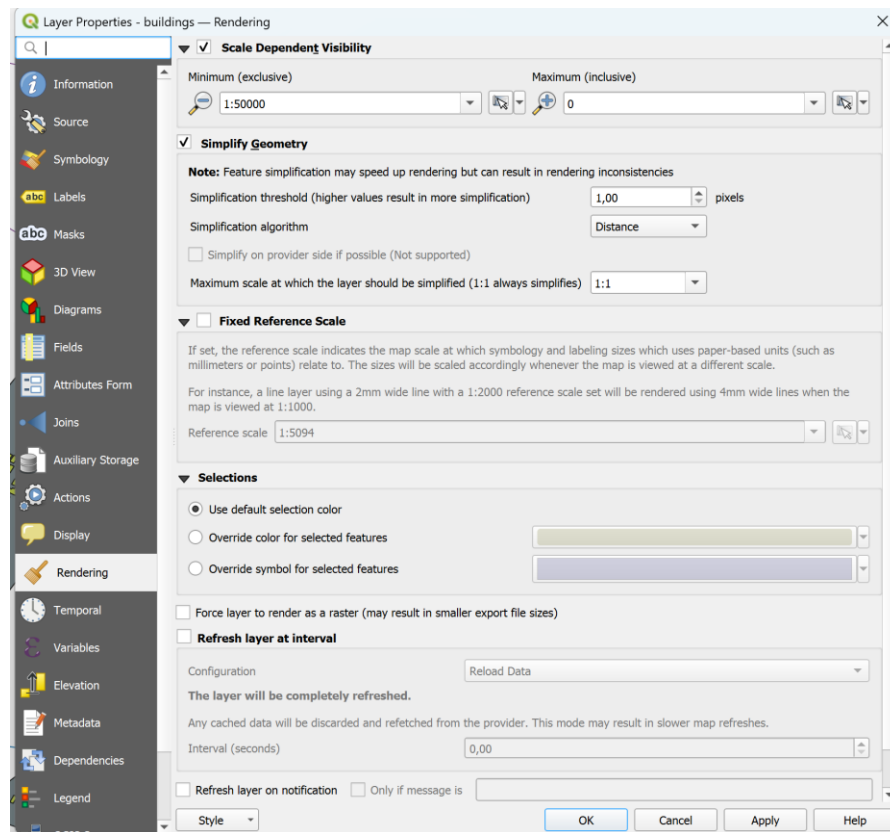 Layer Properties - buildings — Rendering
Information
Source
Symbology
abc Labels
abc Masks
3D View
Diagrams
Fields
Attributes Form
Joins
Auxiliary Storage
Actions
Display
Rendering
Temporal
Variables
Elevation
Metadata
Dependencies
Legend
Scale Dependent Visibility
Minimum (exclusive) Maximum (inclusive)
1:50000 0
Simplify Geometry
Note: Feature simplification may speed up rendering but can result in rendering inconsistencies
Simplification threshold (higher values result in more simplification) 1,00 pixels
Simplification algorithm Distance
Simplify on provider side if possible (Not supported)
Maximum scale at which the layer should be simplified (1:1 always simplifies) 1:1
Fixed Reference Scale
If set, the reference scale indicates the map scale at which symbology and labeling sizes which uses paper-based units (such as
millimeters or points) relate to. The sizes will be scaled accordingly whenever the map is viewed at a different scale.
For instance, a line layer using a 2mm wide line with a 1:2000 reference scale set will be rendered using 4mm wide lines when the
map is viewed at 1:1000.
Reference scale 1:5094
Selections
Use default selection color
Override color for selected features
Override symbol for selected features
Force layer to render as a raster (may result in smaller export file sizes)
Refresh layer at interval
Configuration Reload Data
The layer will be completely refreshed.
Any cached data will be discarded and refetched from the provider. This mode may result in slower map refreshes.
Interval (seconds) 0,00
Refresh layer on notification Only if message is
Style OK Cancel Apply Help